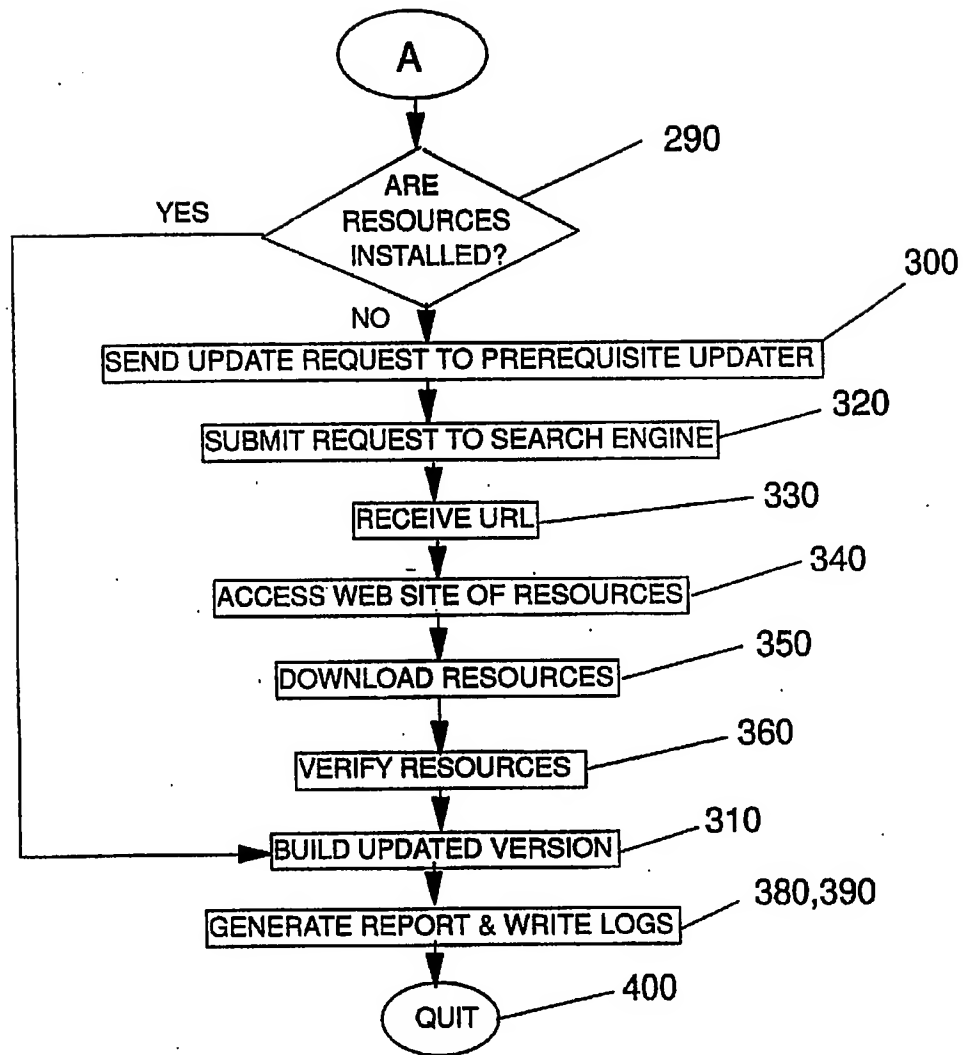 A
290
ARE
RESOURCES
INSTALLED?
YES
300
NO
SEND UPDATE REQUEST TO PREREQUISITE UPDATER
320
SUBMIT REQUEST TO SEARCH ENGINE
330
RECEIVE URL
340
ACCESS WEB SITE OF RESOURCES
350
DOWNLOAD RESOURCES
360
VERIFY RESOURCES
310
BUILD UPDATED VERSION
380,390
GENERATE REPORT & WRITE LOGS
400
QUIT